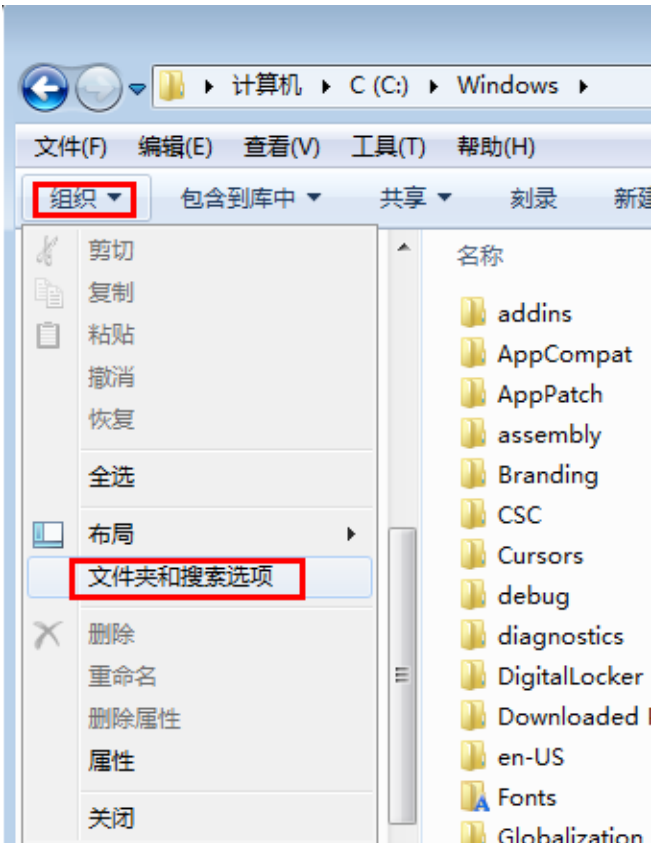 计算机 C (C:) Windows
文件(F) 编辑(E) 查看(V) 工具(T) 帮助(H)
组织 包含到库中 共享 刻录 新建
剪切
复制
粘贴
撤消
恢复
全选
布局
文件夹和搜索选项
删除
重命名
删除属性
属性
关闭
名称
addins
AppCompat
AppPatch
assembly
Branding
CSC
Cursors
debug
diagnostics
DigitalLocker
Downloaded
en-US
Fonts
Globalization